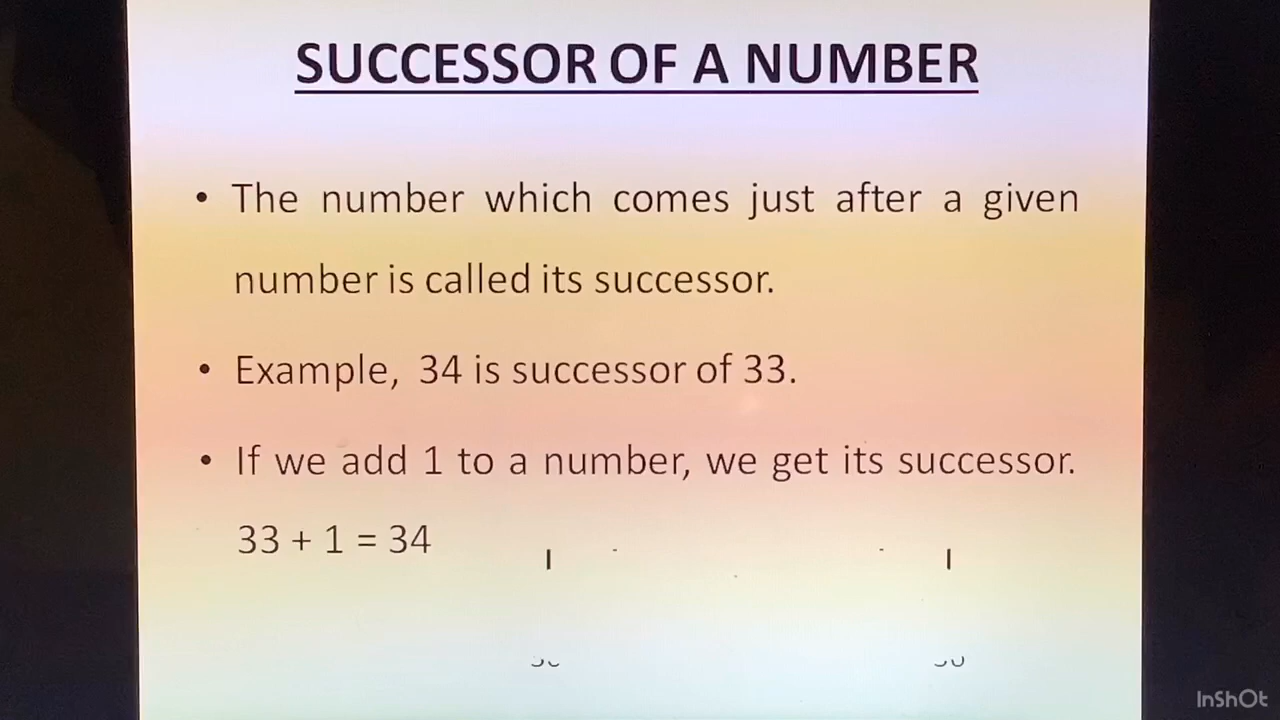 SUCCESSOR OF A NUMBER
• The number which comes just after a given
number is called its successor.
• Example, 34 is successor of 33.
• If we add 1 to a number, we get its successor.
33 + 1 = 34
InShOt